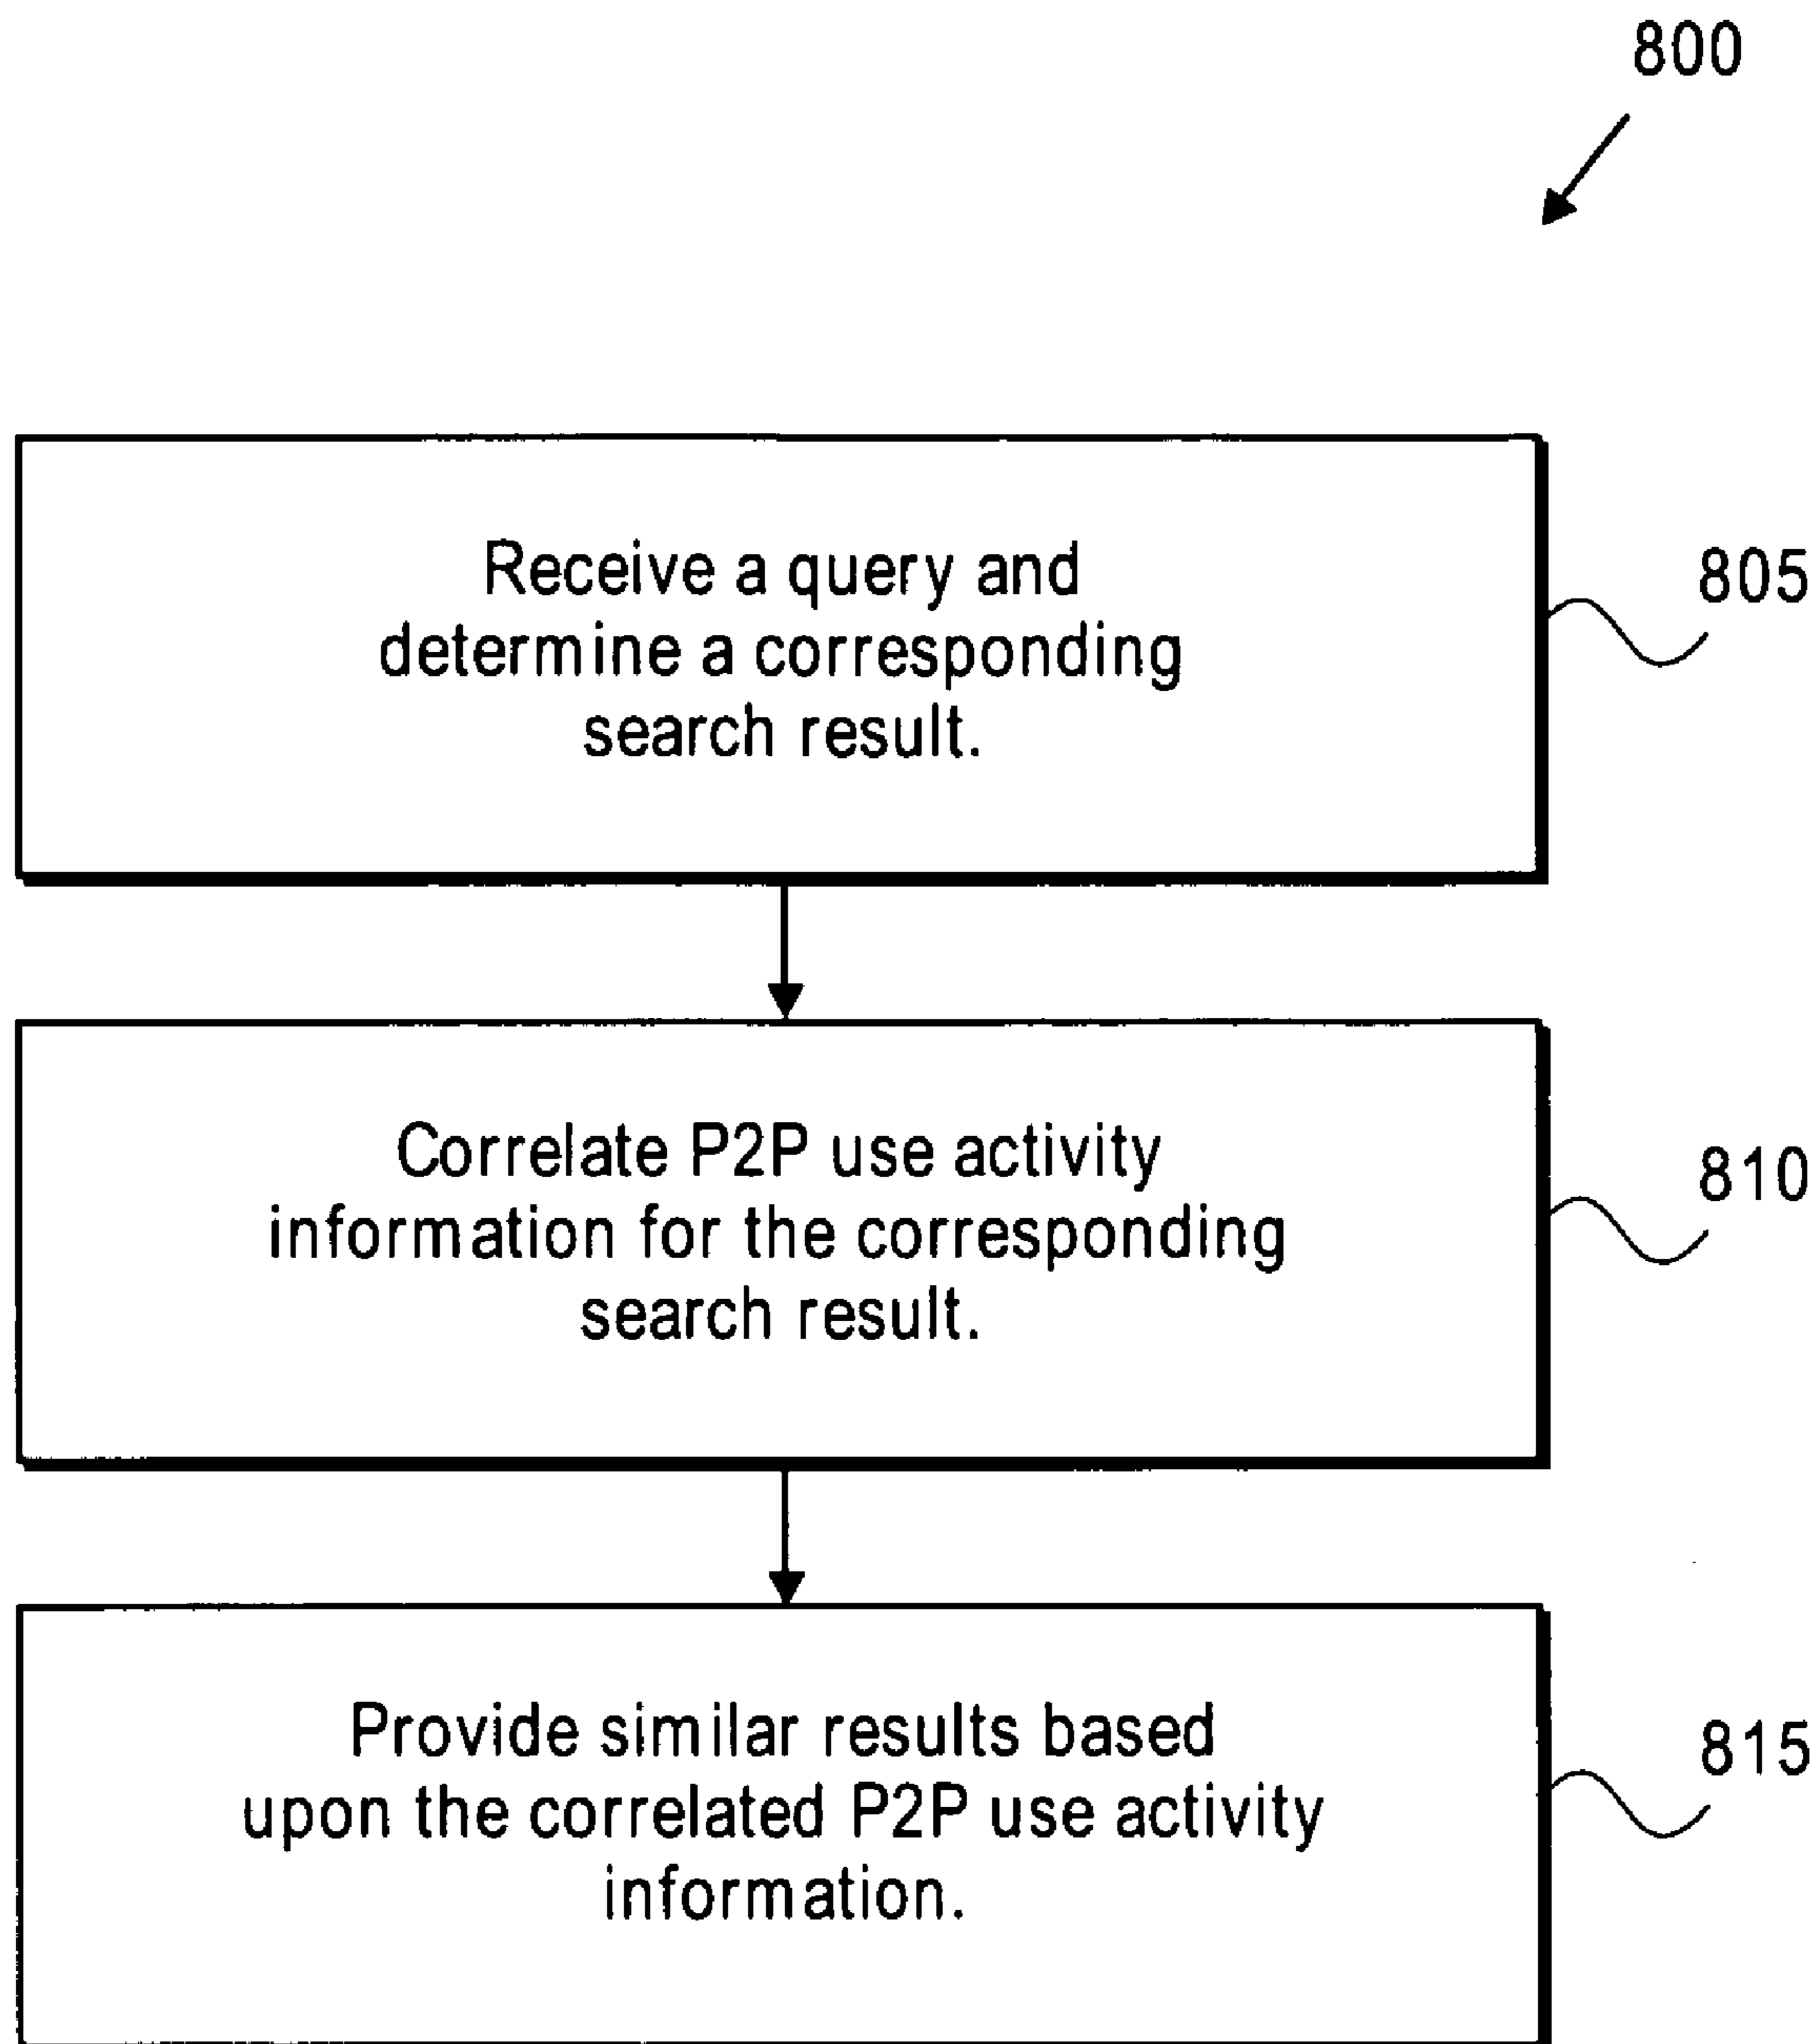 800
Receive a query and
determine a corresponding
search result.
805
Correlate P2P use activity
information for the corresponding
search result.
810
Provide similar results based
upon the correlated P2P use activity
information.
815